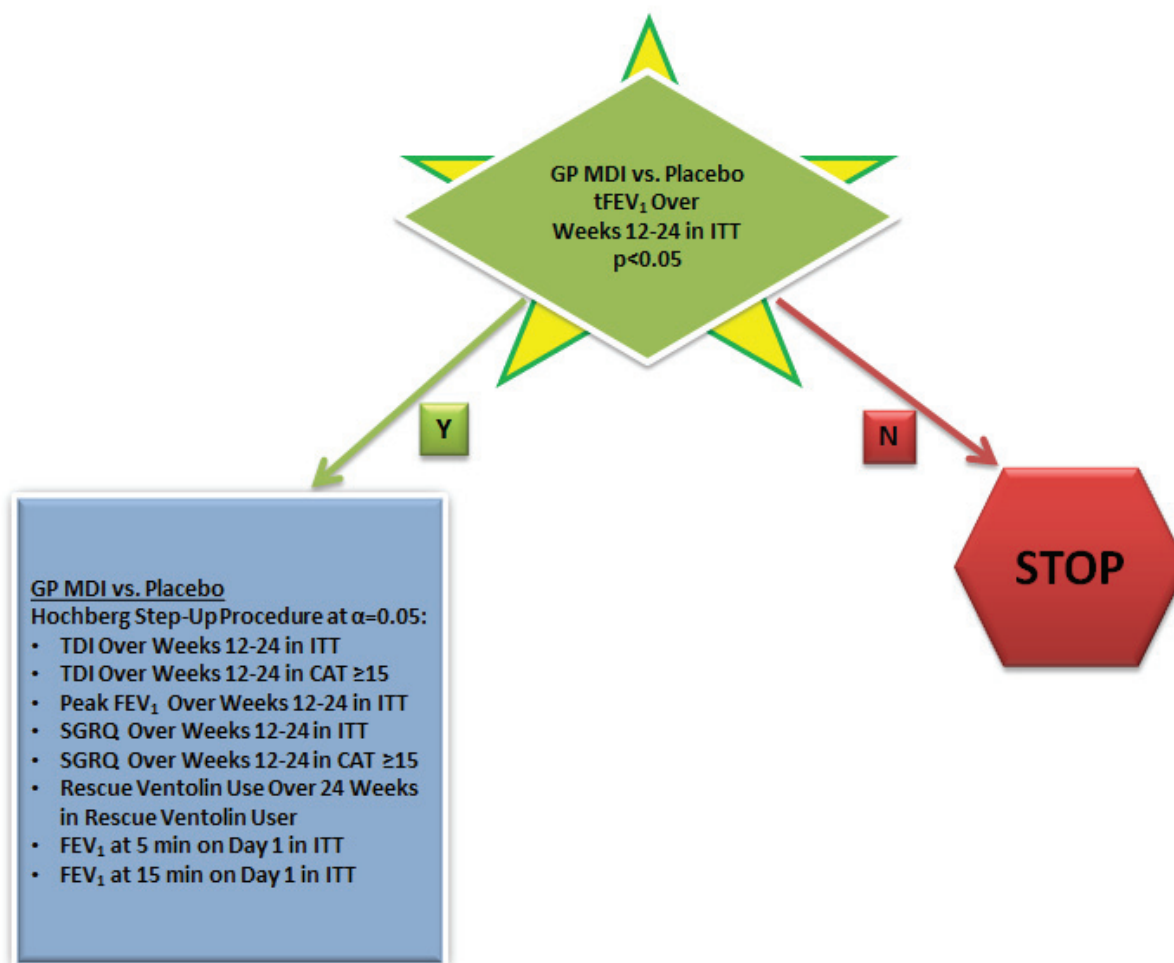 GP MDI vs. Placebo
tFEV₁ Over
Weeks 12-24 in ITT
p<0.05
Y
N
STOP
GP MDI vs. Placebo
Hochberg Step-Up Procedure at α=0.05:
• TDI Over Weeks 12-24 in ITT
• TDI Over Weeks 12-24 in CAT ≥15
• Peak FEV₁ Over Weeks 12-24 in ITT
• SGRQ Over Weeks 12-24 in ITT
• SGRQ Over Weeks 12-24 in CAT ≥15
• Rescue Ventolin Use Over 24 Weeks
in Rescue Ventolin User
• FEV₁ at 5 min on Day 1 in ITT
• FEV₁ at 15 min on Day 1 in ITT